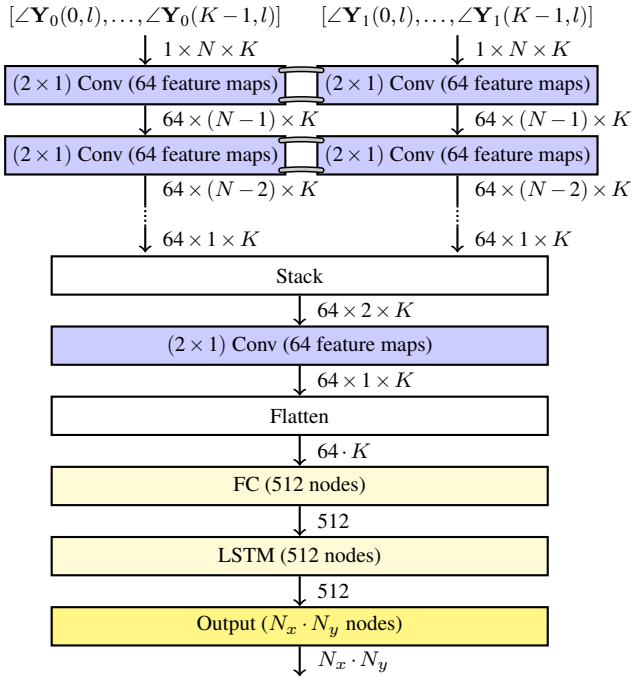 [∠Y₀(0,l),…,∠Y₀(K−1,l)] [∠Y₁(0,l),…,∠Y₁(K−1,l)]
1 × N × K 1 × N × K
(2 × 1) Conv (64 feature maps) (2 × 1) Conv (64 feature maps)
64 × (N−1) × K 64 × (N−1) × K
(2 × 1) Conv (64 feature maps) (2 × 1) Conv (64 feature maps)
64 × (N−2) × K 64 × (N−2) × K
64 × 1 × K 64 × 1 × K
Stack
64 × 2 × K
(2 × 1) Conv (64 feature maps)
64 × 1 × K
Flatten
64 · K
FC (512 nodes)
512
LSTM (512 nodes)
512
Output (Nₓ · N_y nodes)
Nₓ · N_y